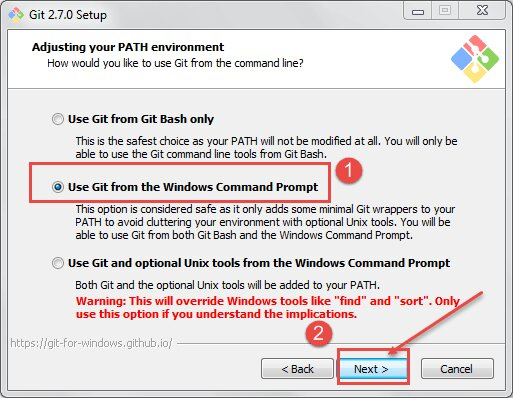 Git 2.7.0 Setup
Adjusting your PATH environment
How would you like to use Git from the command line?
Use Git from Git Bash only
This is the safest choice as your PATH will not be modified at all. You will only
be able to use the Git command line tools from Git Bash.
1
Use Git from the Windows Command Prompt
This option is considered safe as it only adds some minimal Git wrappers to your
PATH to avoid cluttering your environment with optional Unix tools. You will be
able to use Git from both Git Bash and the Windows Command Prompt.
Use Git and optional Unix tools from the Windows Command Prompt
Both Git and the optional Unix tools will be added to your PATH.
Warning: This will override Windows tools like "find" and "sort". Only
use this option if you understand the implications.
2
https://git-for-windows.github.io/
< Back Next > Cancel